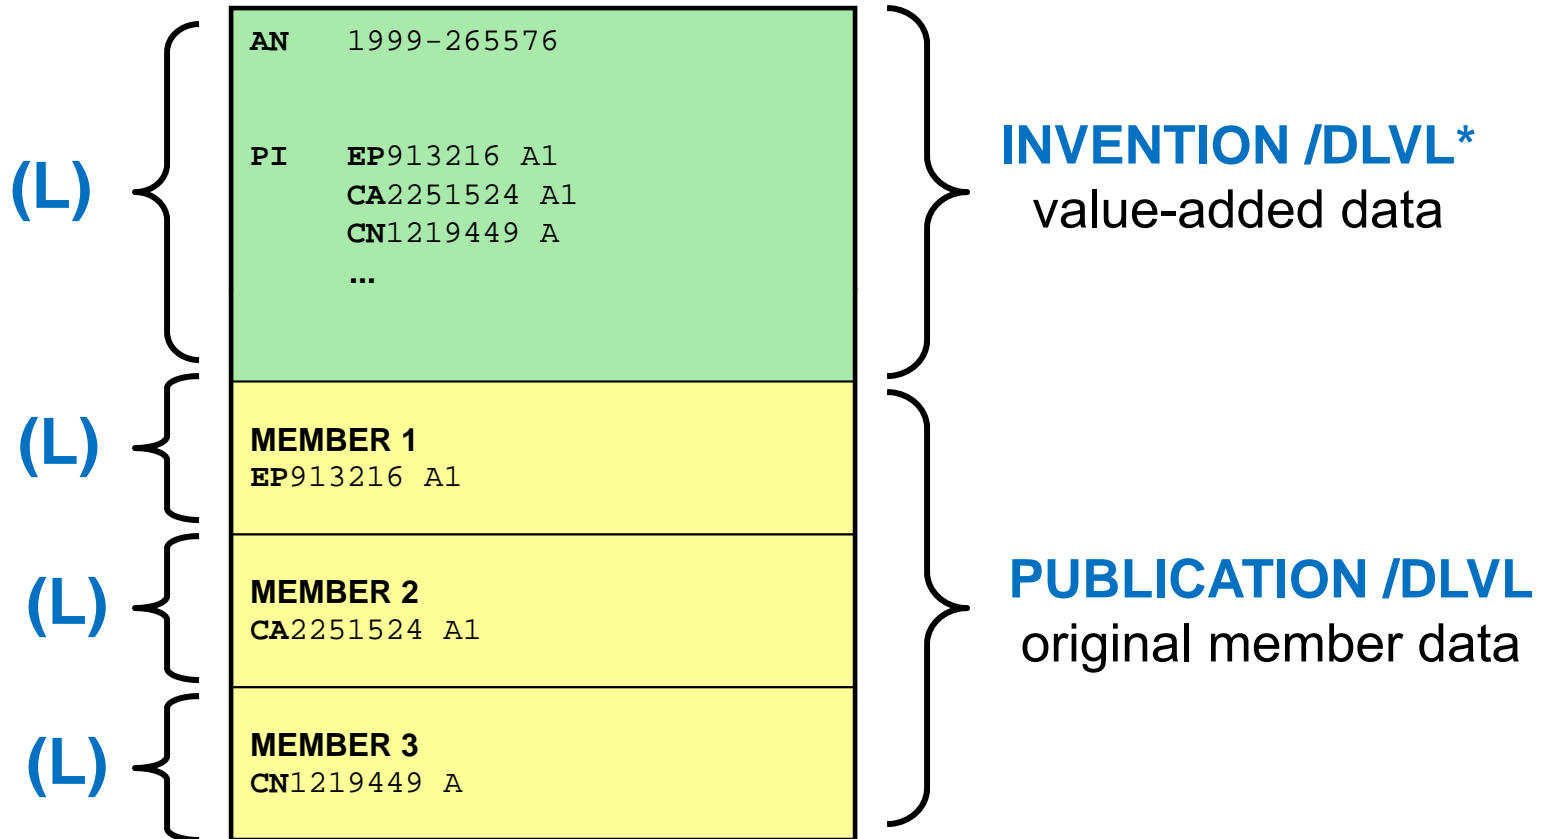 AN 1999-265576
PI EP913216 A1
CA2251524 A1
CN1219449 A
...
(L)
INVENTION /DLVL*
value-added data
(L)
MEMBER 1
EP913216 A1
(L)
MEMBER 2
CA2251524 A1
PUBLICATION /DLVL
original member data
(L)
MEMBER 3
CN1219449 A